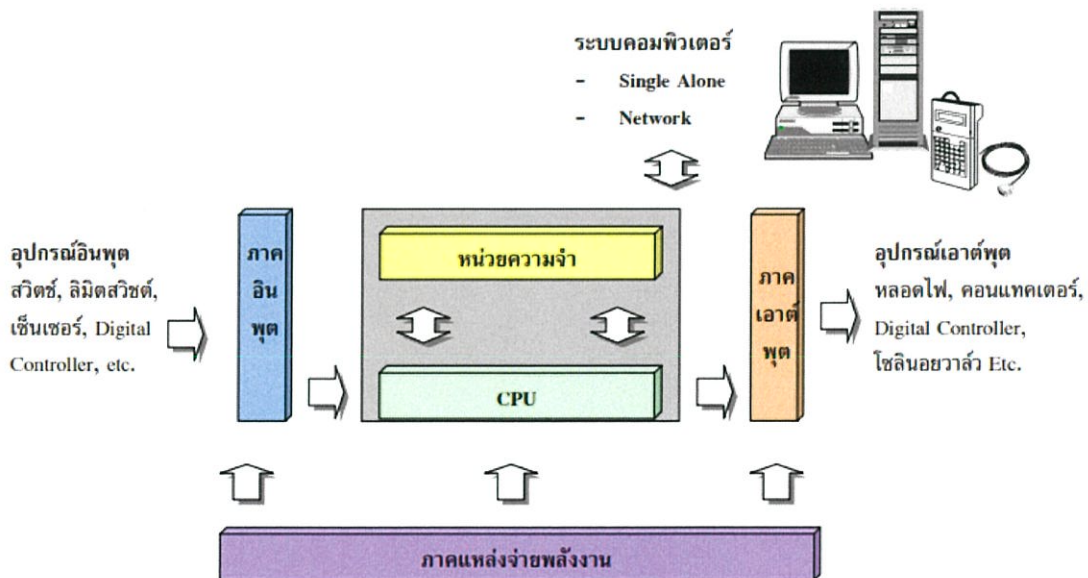 ระบบคอมพิวเตอร์
- Single Alone
- Network
อุปกรณ์อินพุต
สวิตช์, ลิมิตสวิชต์,
เซ็นเซอร์, Digital
Controller, etc.
ภาค
อิน
พุต
หน่วยความจำ
CPU
ภาค
เอาต์
พุต
อุปกรณ์เอาต์พุต
หลอดไฟ, คอนแทคเตอร์,
Digital Controller,
โซลินอยวาล์ว Etc.
ภาคแหล่งจ่ายพลังงาน